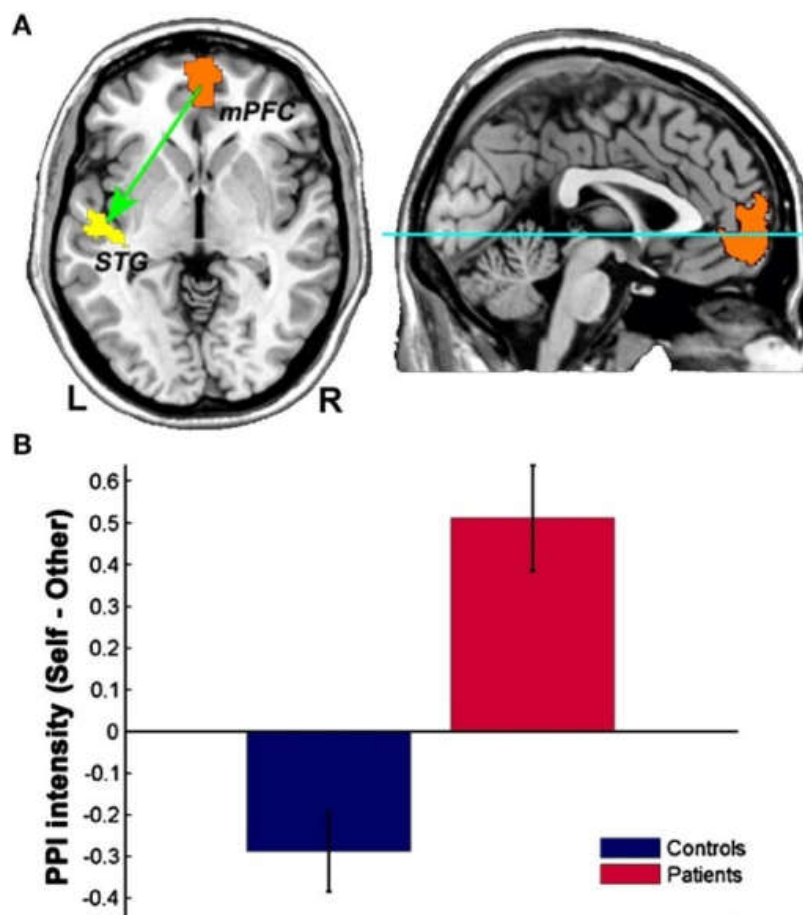 A
mPFC
STG
L
R
B
PPI intensity (Self - Other)
0.6
0.5
0.4
0.3
0.2
0.1
0
-0.1
-0.2
-0.3
-0.4
Controls
Patients